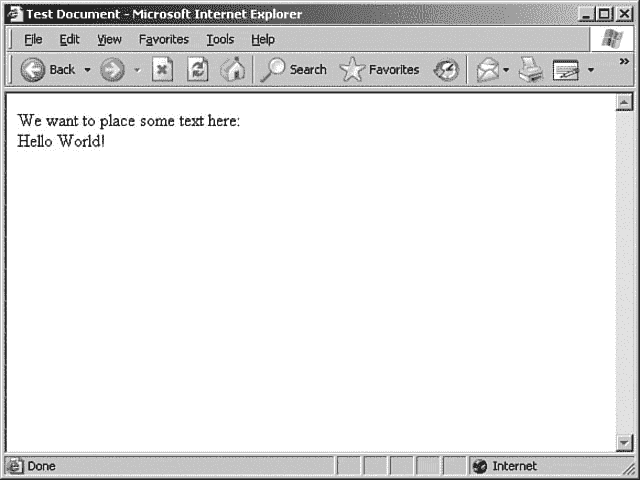 Test Document - Microsoft Internet Explorer
File Edit View Favorites Tools Help
Back Search Favorites »
We want to place some text here:
Hello World!
Done Internet